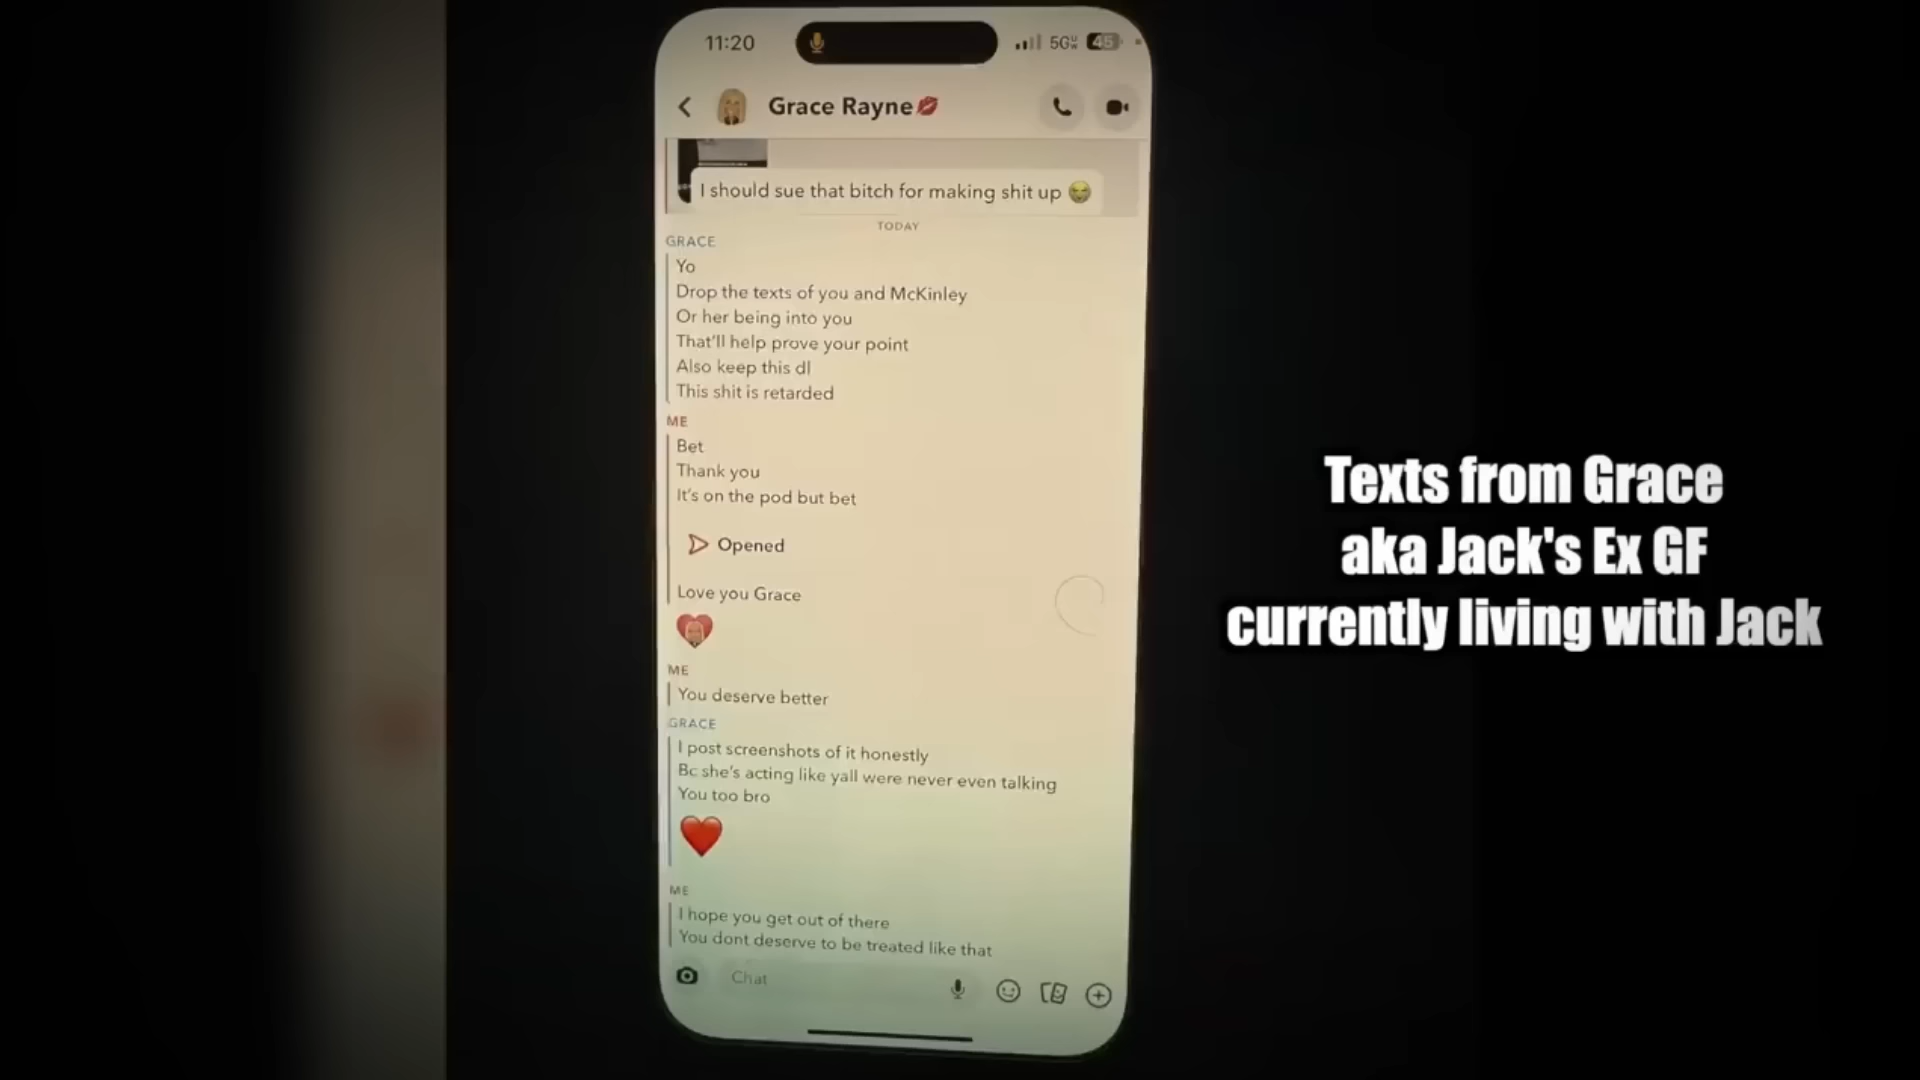 11:20
5G
45
Grace Rayne💋
I should sue that bitch for making shit up 😭
TODAY
GRACE
Yo
Drop the texts of you and McKinley
Or her being into you
That'll help prove your point
Also keep this dl
This shit is retarded
ME
Bet
Thank you
It's on the pod but bet
Opened
Love you Grace
ME
You deserve better
GRACE
I post screenshots of it honestly
Bc she's acting like yall were never even talking
You too bro
❤️
ME
I hope you get out of there
You dont deserve to be treated like that
Chat
Texts from Grace
aka Jack's Ex GF
currently living with Jack